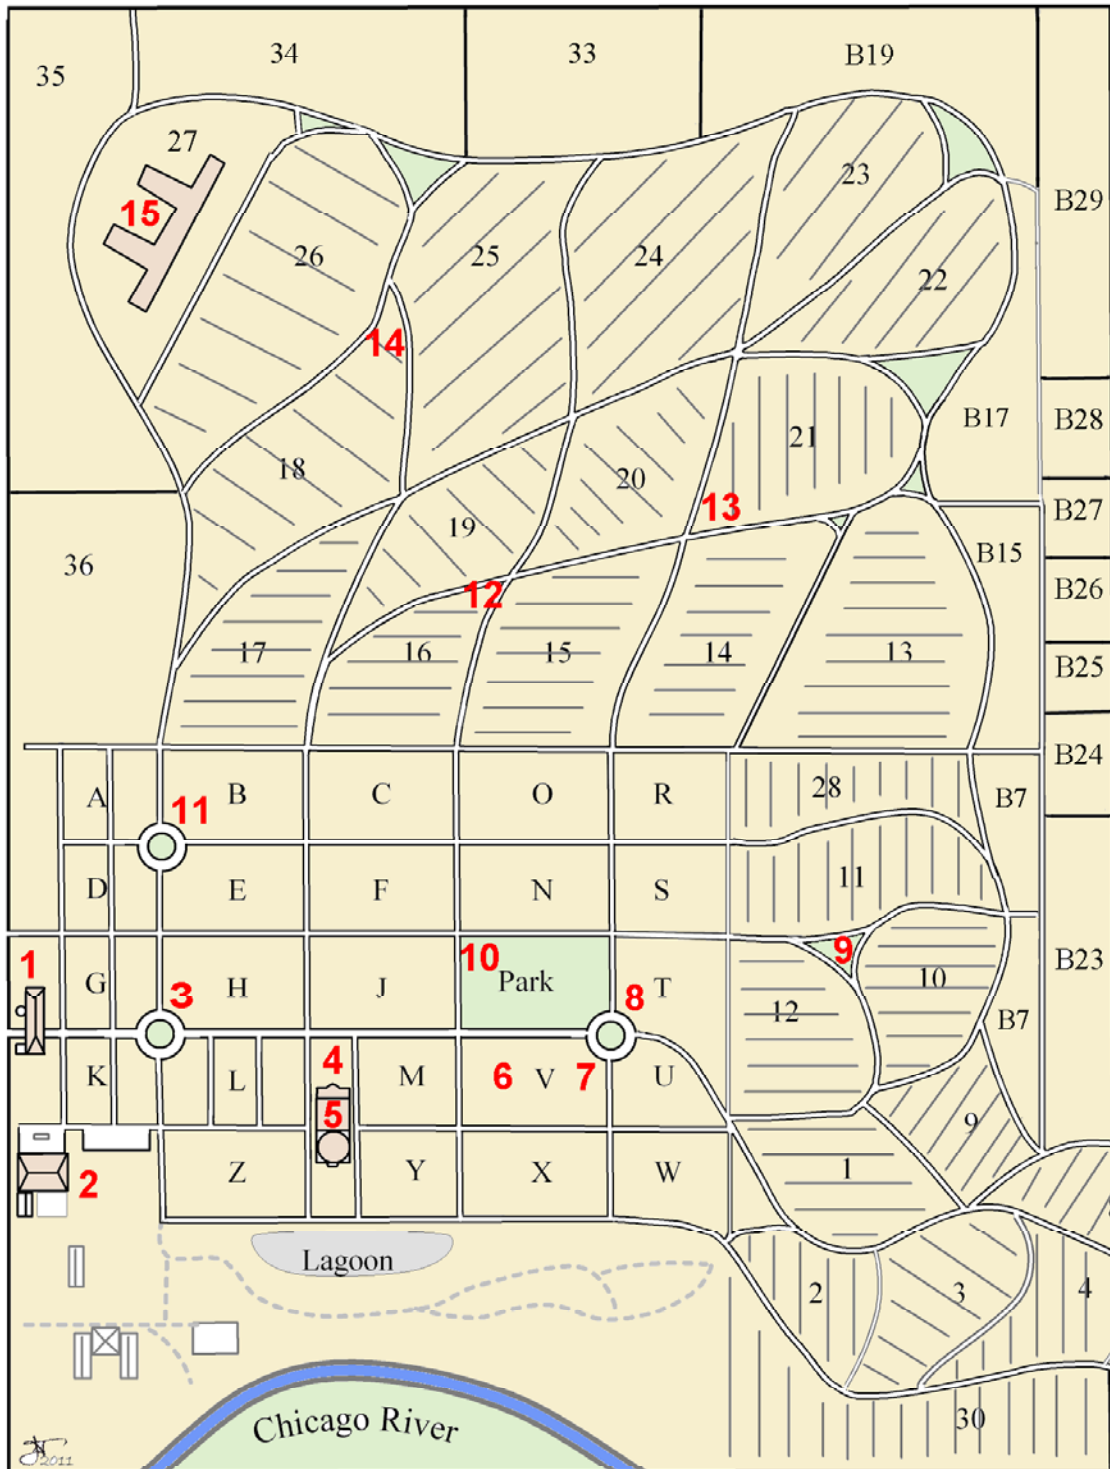 34
33
B19
35
27
23
15
B29
26
25
24
22
14
B17
B28
21
18
20
13
19
B27
36
12
B15
B26
17
16
15
14
13
B25
B24
A
11
B
C
O
R
28
B7
D
E
F
N
S
11
1
G
3
H
J
10
Park
8
T
9
10
B23
12
B7
K
L
4
M
6
V
7
U
5
9
2
Z
Y
X
W
1
Lagoon
2
3
4
Chicago River
30
2011